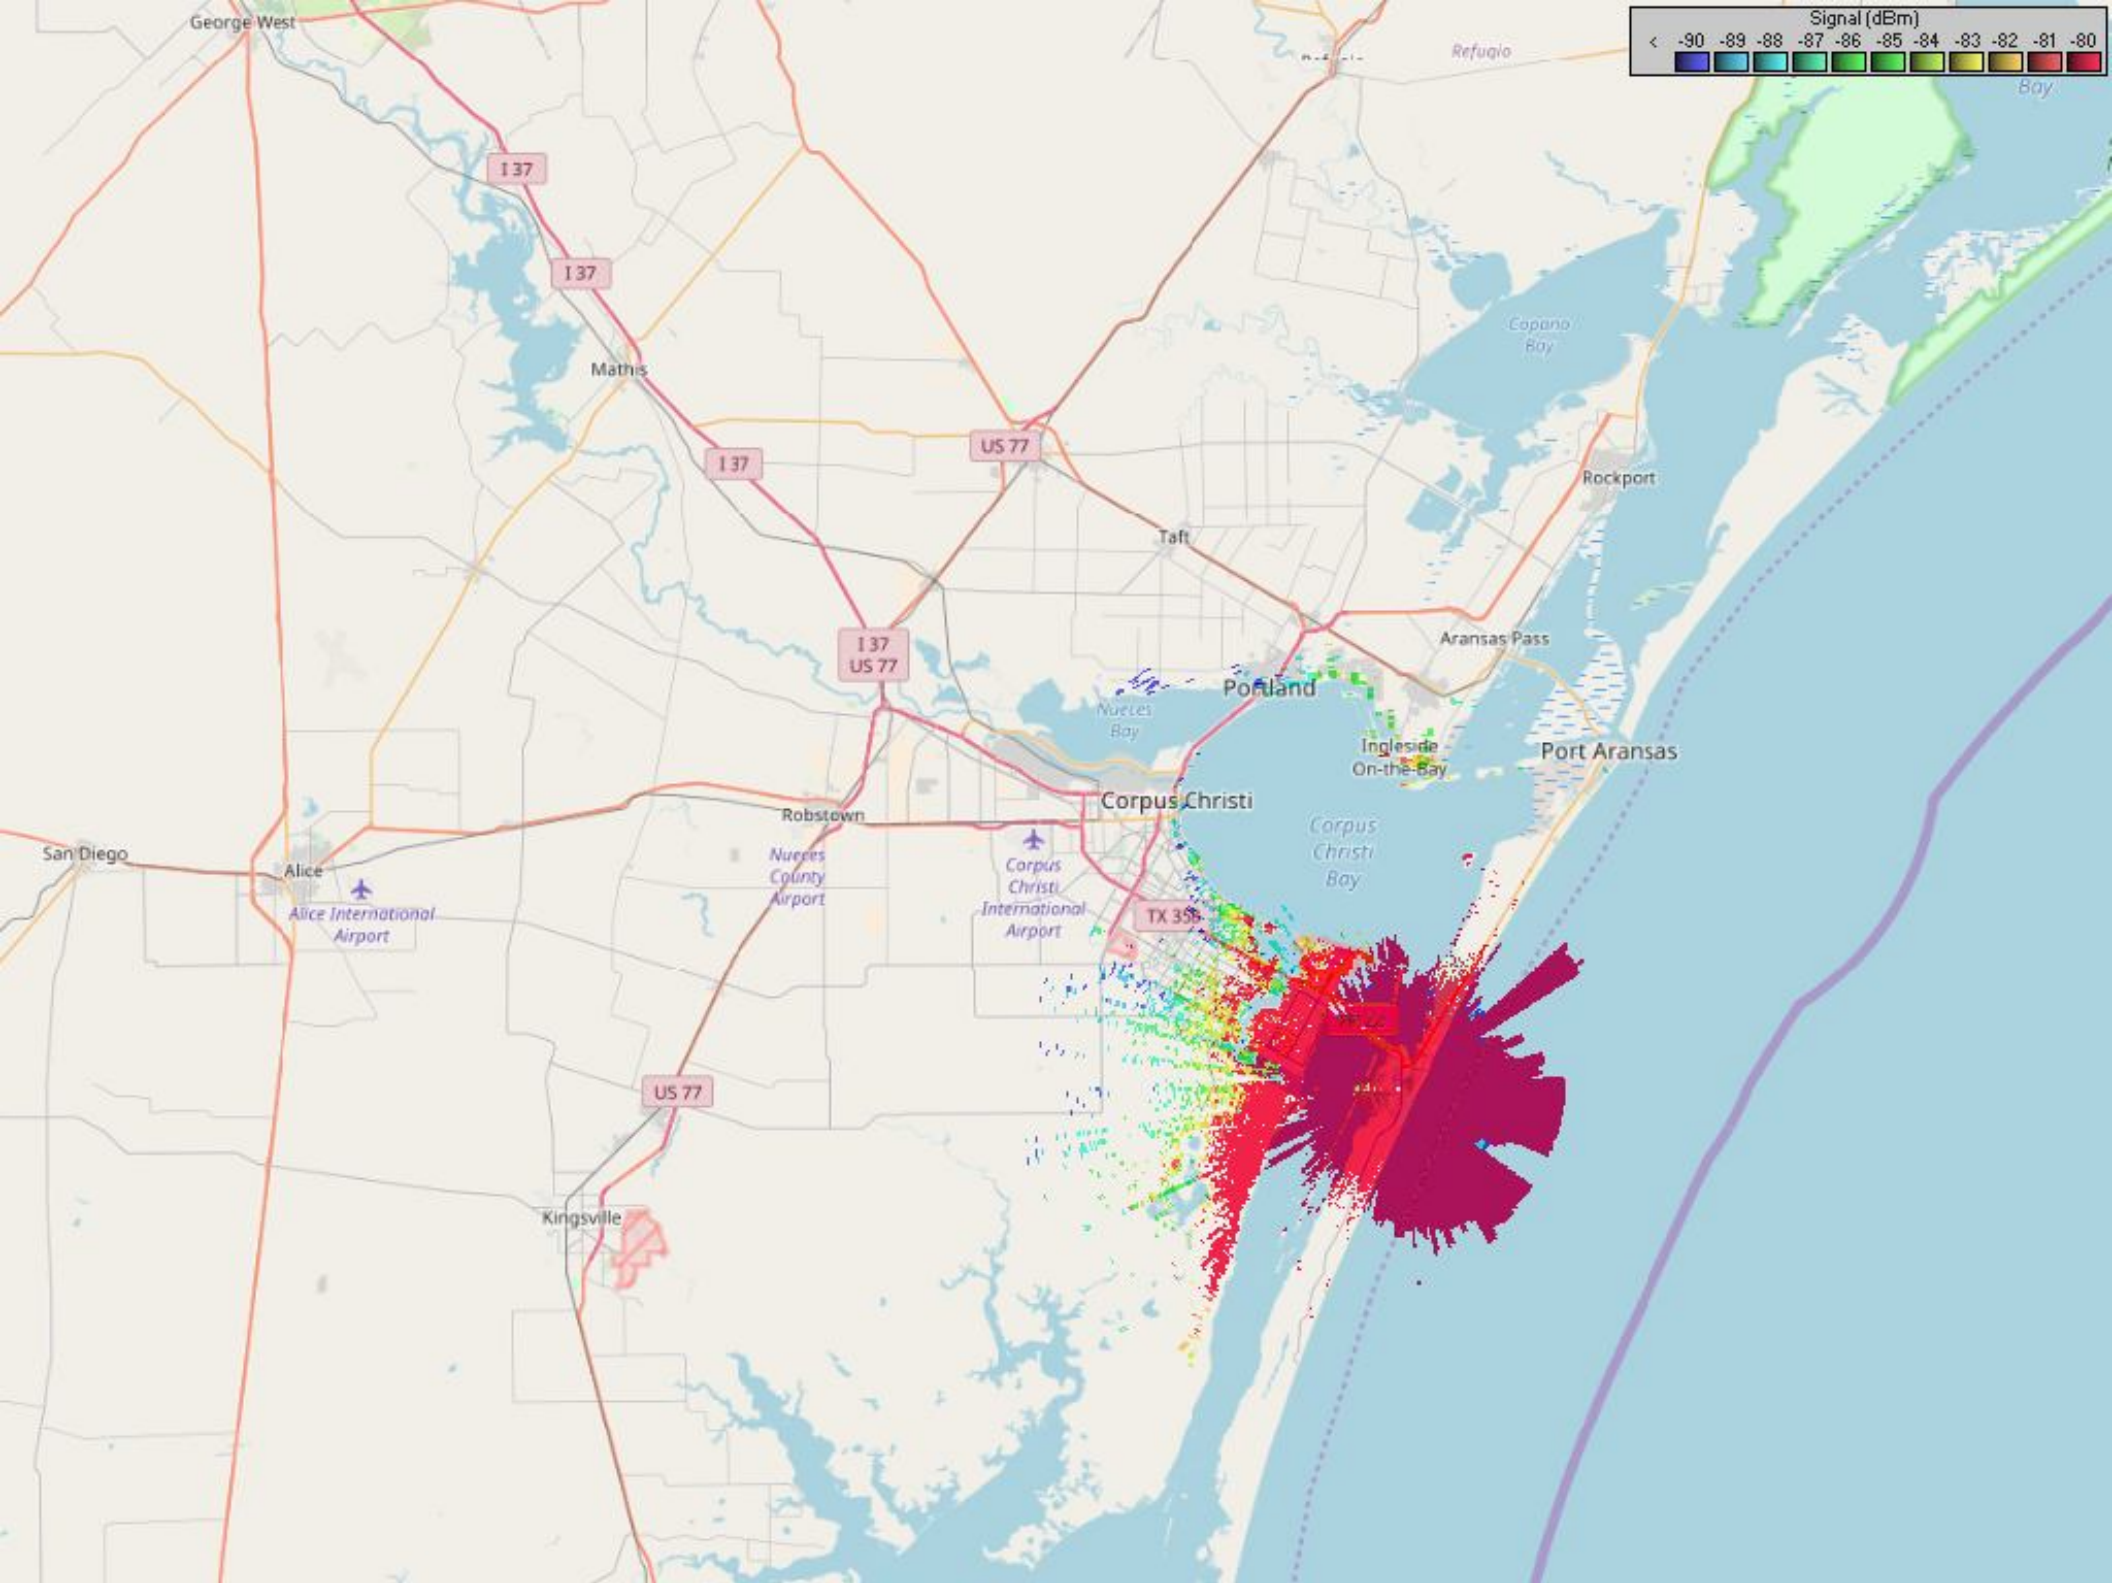 Signal (dBm)
< -90 -89 -88 -87 -86 -85 -84 -83 -82 -81 -80
George West
Refugio
Bay
I 37
I 37
Copano
Bay
Mathis
US 77
I 37
Rockport
Taft
I 37
US 77
Aransas Pass
Portland
Nueces
Bay
Ingleside
On-the-Bay
Port Aransas
Corpus Christi
Robstown
Corpus
Christi
Bay
San Diego
Alice
Nueces
County
Airport
Corpus
Christi
International
Airport
Alice International
Airport
TX 358
US 77
Kingsville